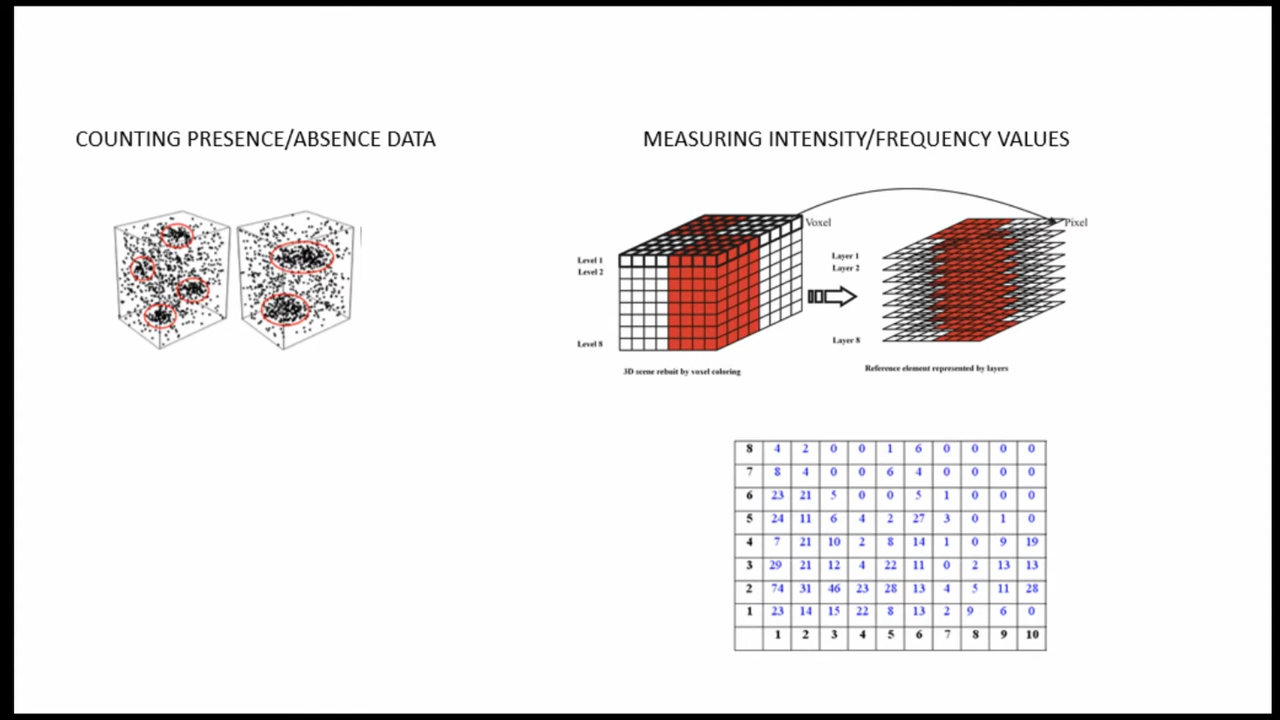 COUNTING PRESENCE/ABSENCE DATA
MEASURING INTENSITY/FREQUENCY VALUES
Voxel
Pixel
Level 1
Level 2
Level 8
Layer 1
Layer 2
Layer 8
3D scene rebuit by voxel coloring
Reference element represented by layers
8 4 2 0 0 1 6 0 0 0 0
7 8 4 0 0 6 4 0 0 0 0
6 23 21 5 0 0 5 1 0 0 0
5 24 11 6 4 2 27 3 0 1 0
4 7 21 10 2 8 14 1 0 9 19
3 29 21 12 4 22 11 0 2 13 13
2 74 31 46 23 28 13 4 5 11 28
1 23 14 15 22 8 13 2 9 6 0
1 2 3 4 5 6 7 8 9 10